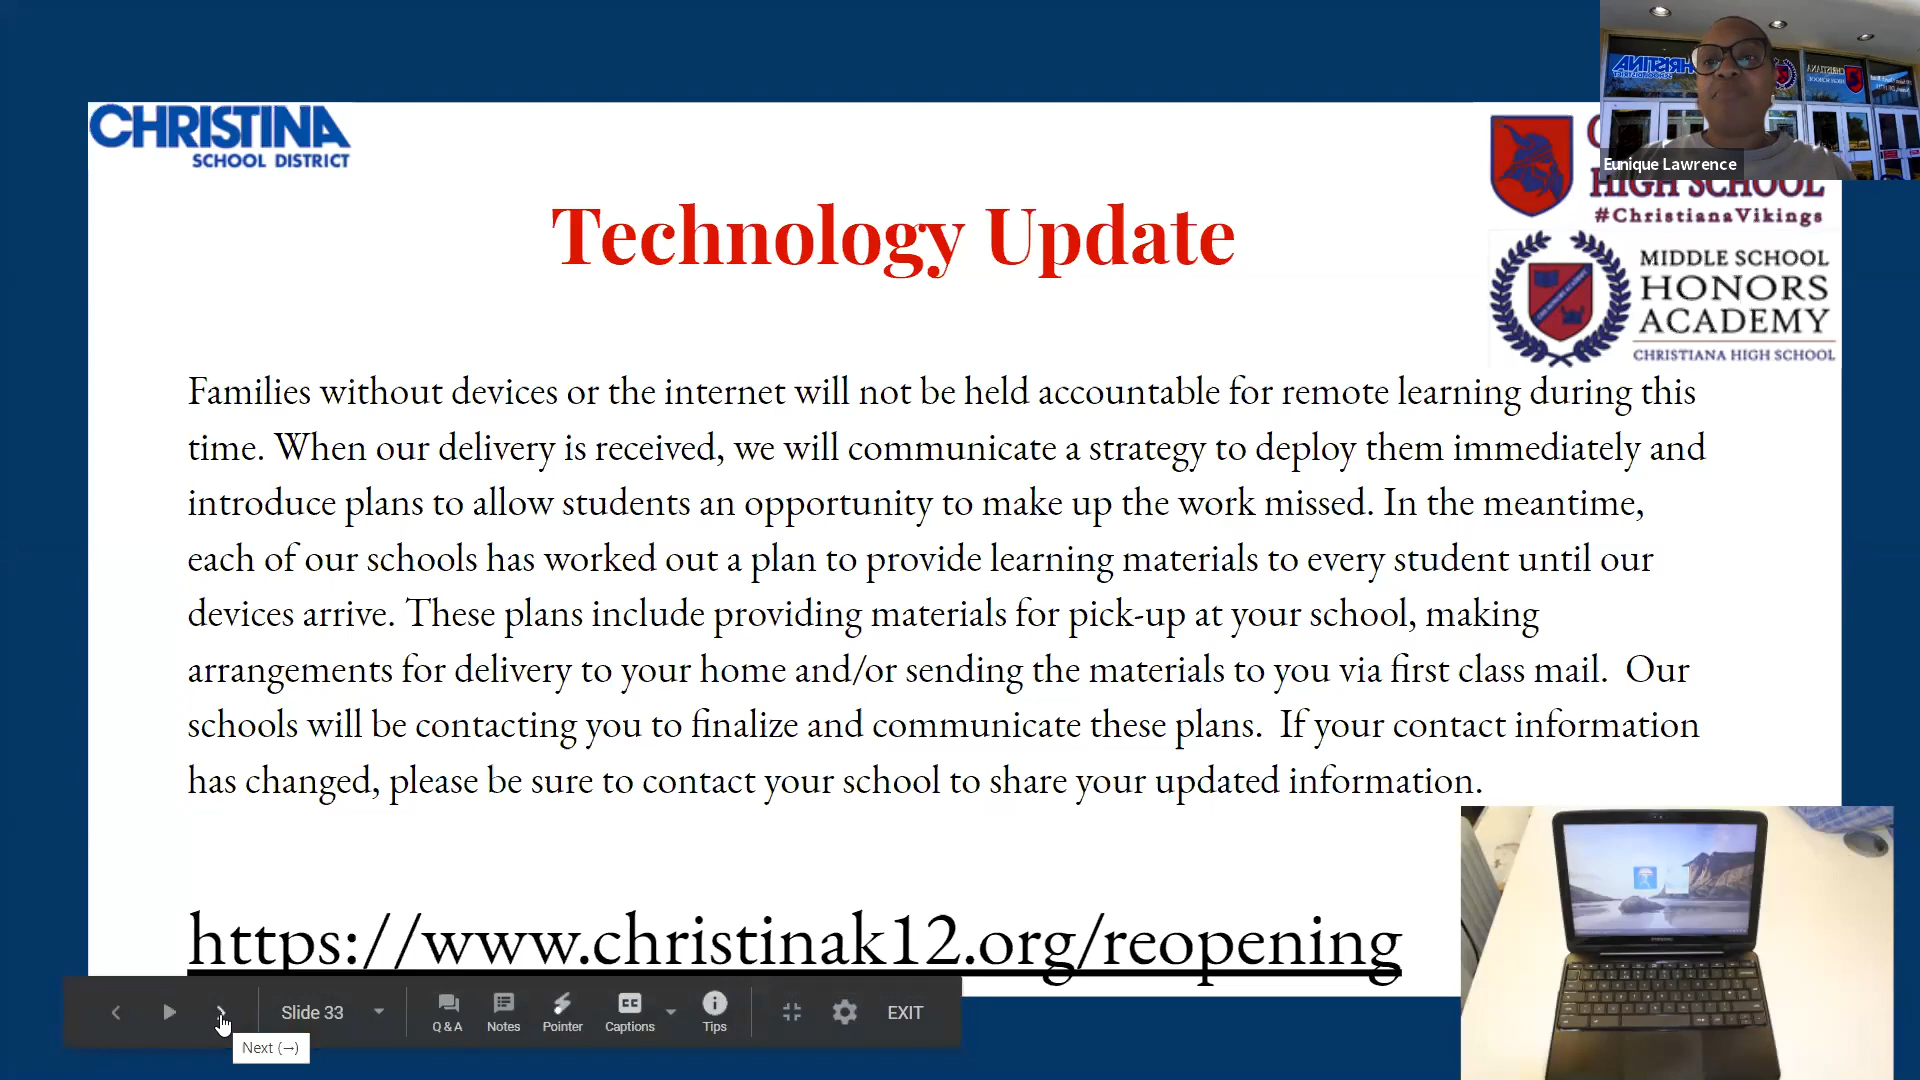 CHRISTINA
SCHOOL DISTRICT
Eunique Lawrence
HIGH SCHOOL
#ChristianaVikings
MIDDLE SCHOOL
HONORS
ACADEMY
CHRISTIANA HIGH SCHOOL
Technology Update
Families without devices or the internet will not be held accountable for remote learning during this
time. When our delivery is received, we will communicate a strategy to deploy them immediately and
introduce plans to allow students an opportunity to make up the work missed. In the meantime,
each of our schools has worked out a plan to provide learning materials to every student until our
devices arrive. These plans include providing materials for pick-up at your school, making
arrangements for delivery to your home and/or sending the materials to you via first class mail.  Our
schools will be contacting you to finalize and communicate these plans.  If your contact information
has changed, please be sure to contact your school to share your updated information.
https://www.christinak12.org/reopening
Slide 33
Q & A
Notes
Pointer
Captions
Tips
EXIT
Next (→)